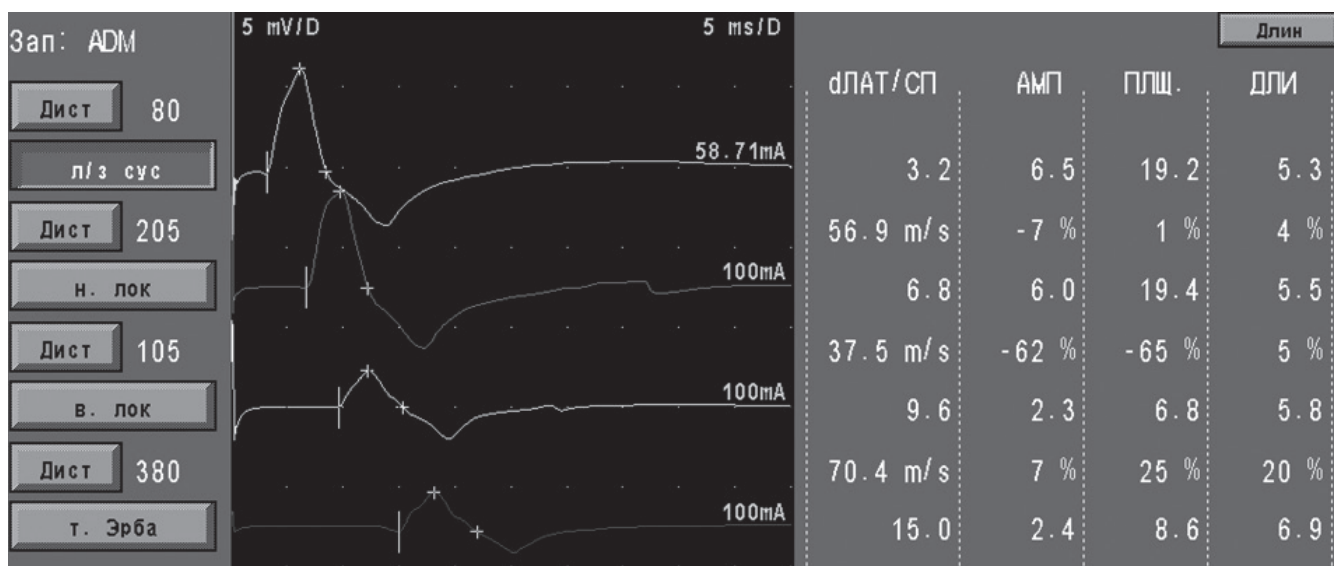 Зап: ADM
5 mV/D 5 ms/D
Длин
dЛАТ/СП АМП ПЛЩ. ДЛИ
Дист 80
58.71mA
л/з сус
3.2 6.5 19.2 5.3
Дист 205
56.9 m/s -7 % 1 % 4 %
100mA
н. лок
6.8 6.0 19.4 5.5
Дист 105
37.5 m/s -62 % -65 % 5 %
100mA
в. лок
9.6 2.3 6.8 5.8
Дист 380
70.4 m/s 7 % 25 % 20 %
100mA
т. Эрба
15.0 2.4 8.6 6.9